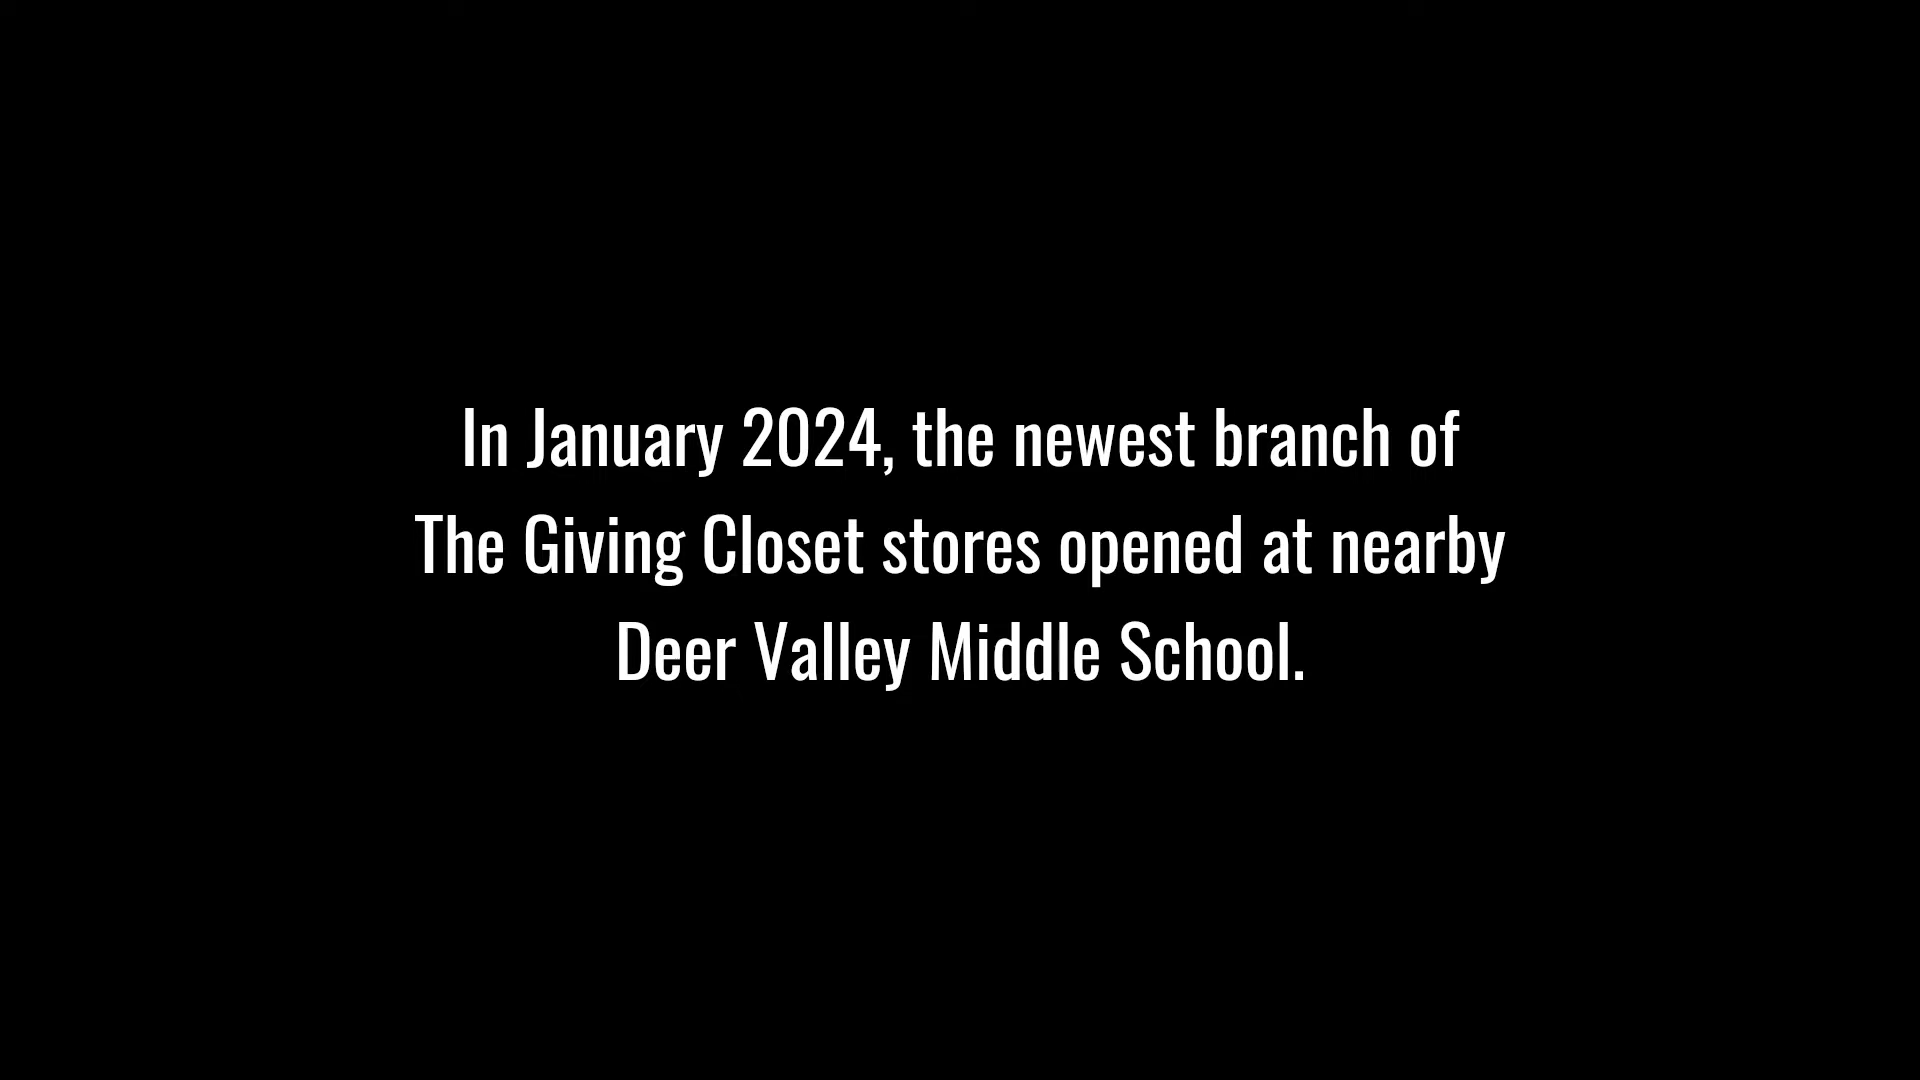 In January 2024, the newest branch of
The Giving Closet stores opened at nearby
Deer Valley Middle School.